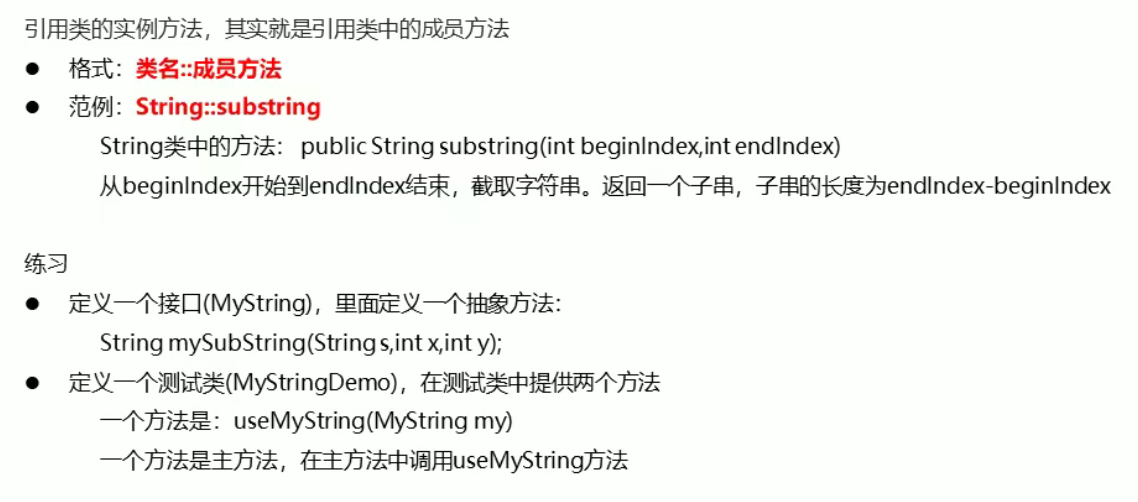 引用类的实例方法，其实就是引用类中的成员方法
● 格式：类名::成员方法
● 范例：String::substring
String类中的方法： public String substring(int beginIndex,int endIndex)
从beginIndex开始到endIndex结束，截取字符串。返回一个子串，子串的长度为endIndex-beginIndex
练习
● 定义一个接口(MyString)，里面定义一个抽象方法：
String mySubString(String s,int x,int y);
● 定义一个测试类(MyStringDemo)，在测试类中提供两个方法
一个方法是：useMyString(MyString my)
一个方法是主方法，在主方法中调用useMyString方法